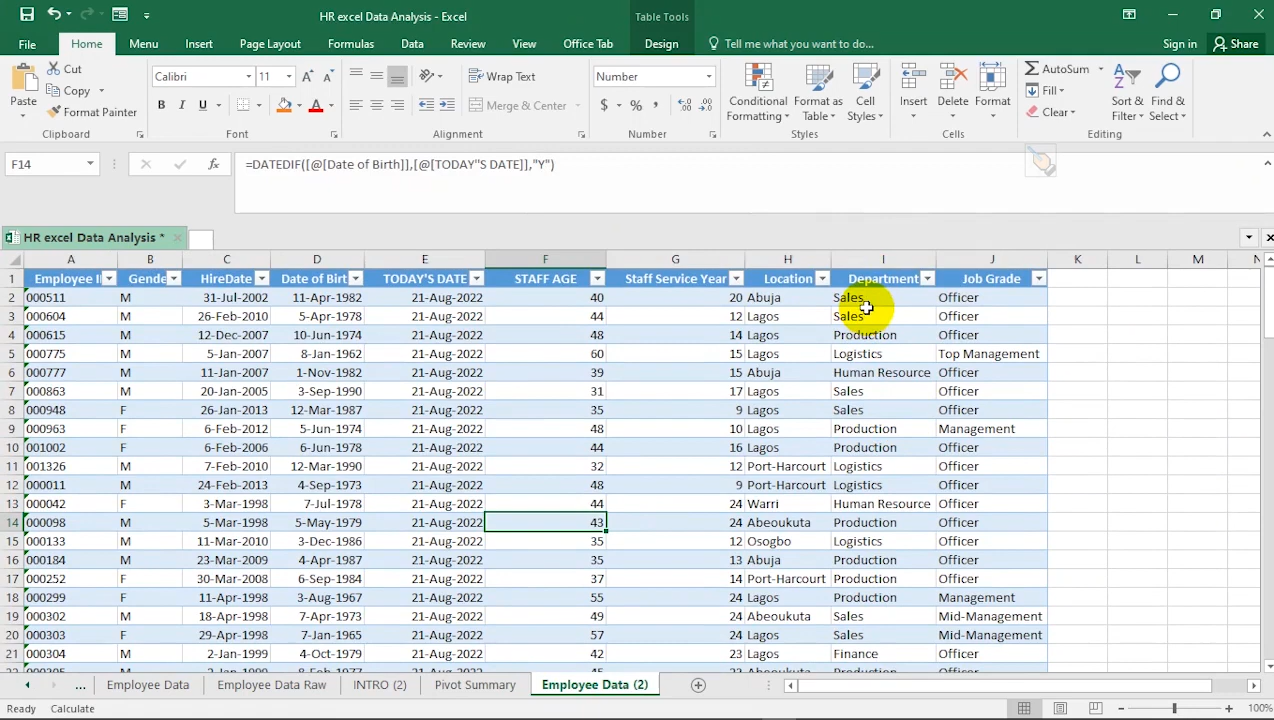 HR excel Data Analysis - Excel
Table Tools
File Home Menu Insert Page Layout Formulas Data Review View Office Tab Design Tell me what you want to do... Sign in Share
Paste
Cut
Copy
Format Painter
Clipboard
Calibri 11
B I U
Font
Wrap Text
Merge & Center
Alignment
Number
$ % ,
Number
Conditional Formatting
Format as Table
Cell Styles
Styles
Insert Delete Format
Cells
AutoSum
Fill
Clear
Sort & Filter
Find & Select
Editing
F14 fx =DATEDIF([@[Date of Birth]],[@[TODAY"S DATE]],"Y")
HR excel Data Analysis *
A B C D E F G H I J K L M N
1 Employee I Gende HireDate Date of Birt TODAY'S DATE STAFF AGE Staff Service Year Location Department Job Grade
2 000511 M 31-Jul-2002 11-Apr-1982 21-Aug-2022 40 20 Abuja Sales Officer
3 000604 M 26-Feb-2010 5-Apr-1978 21-Aug-2022 44 12 Lagos Sales Officer
4 000615 M 12-Dec-2007 10-Jun-1974 21-Aug-2022 48 14 Lagos Production Officer
5 000775 M 5-Jan-2007 8-Jan-1962 21-Aug-2022 60 15 Lagos Logistics Top Management
6 000777 M 11-Jan-2007 1-Nov-1982 21-Aug-2022 39 15 Abuja Human Resource Officer
7 000863 M 20-Jan-2005 3-Sep-1990 21-Aug-2022 31 17 Lagos Sales Officer
8 000948 F 26-Jan-2013 12-Mar-1987 21-Aug-2022 35 9 Lagos Sales Officer
9 000963 F 6-Feb-2012 5-Jun-1974 21-Aug-2022 48 10 Lagos Production Management
10 001002 F 6-Feb-2006 6-Jun-1978 21-Aug-2022 44 16 Lagos Production Officer
11 001326 M 7-Feb-2010 12-Mar-1990 21-Aug-2022 32 12 Port-Harcourt Logistics Officer
12 000011 M 24-Feb-2013 4-Sep-1973 21-Aug-2022 48 9 Port-Harcourt Logistics Officer
13 000042 F 3-Mar-1998 7-Jul-1978 21-Aug-2022 44 24 Warri Human Resource Officer
14 000098 M 5-Mar-1998 5-May-1979 21-Aug-2022 43 24 Abeoukuta Production Officer
15 000133 M 11-Mar-2010 3-Dec-1986 21-Aug-2022 35 12 Osogbo Logistics Officer
16 000184 M 23-Mar-2009 4-Apr-1987 21-Aug-2022 35 13 Abuja Production Officer
17 000252 F 30-Mar-2008 6-Sep-1984 21-Aug-2022 37 14 Port-Harcourt Production Officer
18 000299 F 11-Apr-1998 3-Aug-1967 21-Aug-2022 55 24 Lagos Production Management
19 000302 M 18-Apr-1998 7-Apr-1973 21-Aug-2022 49 24 Abeoukuta Sales Mid-Management
20 000303 F 29-Apr-1998 7-Jan-1965 21-Aug-2022 57 24 Lagos Sales Mid-Management
21 000304 M 2-Jan-1999 4-Oct-1979 21-Aug-2022 42 23 Lagos Finance Officer
... Employee Data Employee Data Raw INTRO (2) Pivot Summary Employee Data (2)
Ready Calculate 100%